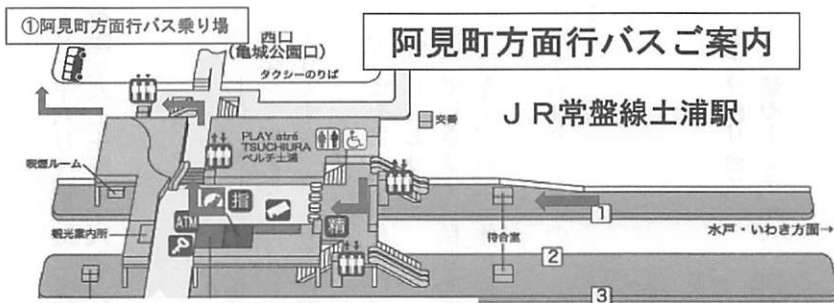 ①阿見町方面行バス乗り場
西口
(亀城公園口)
タクシーのりば
阿見町方面行バスご案内
JR常盤線土浦駅
交番
PLAY atré
TSUCHIURA
ペルチ土浦
喫煙ルーム
指
ATM
精
観光案内所
待合室
1
水戸・いわき方面→
2
3